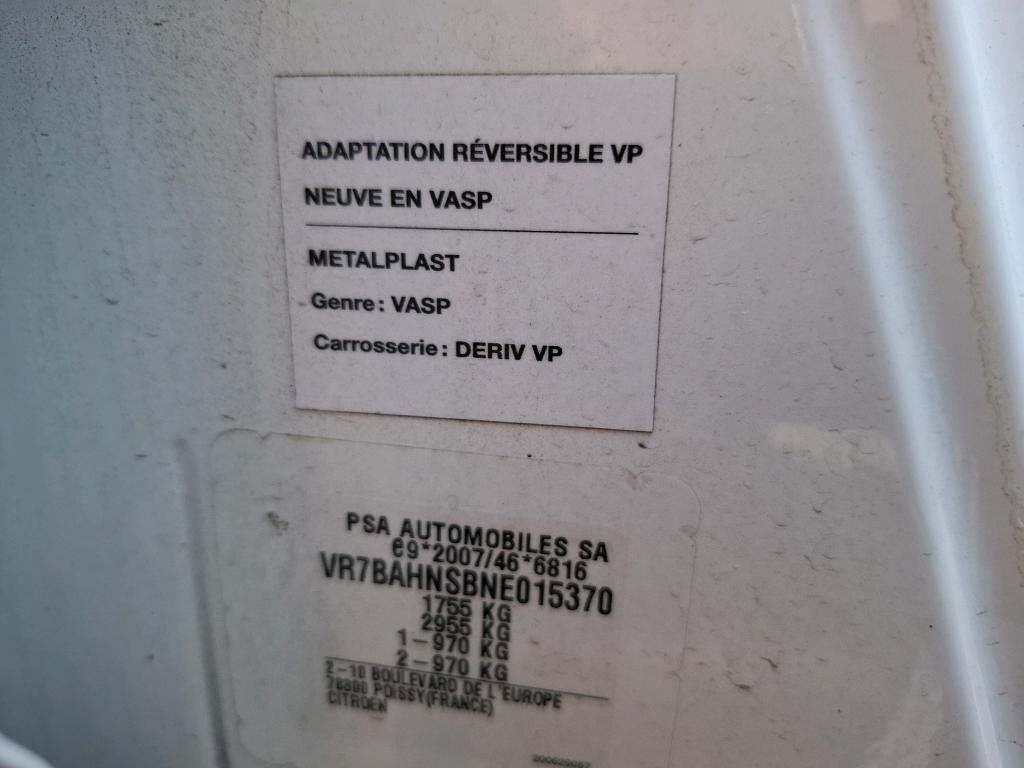 ADAPTATION RÉVERSIBLE VP
NEUVE EN VASP
METALPLAST
Genre : VASP
Carrosserie : DERIV VP
PSA AUTOMOBILES SA
e9*2007/46*6816
VR7BAHNSBNE015370
1755 KG
2955 KG
1-970 KG
2-970 KG
2-10 BOULEVARD DE L'EUROPE
78300 POISSY(FRANCE)
CITROEN